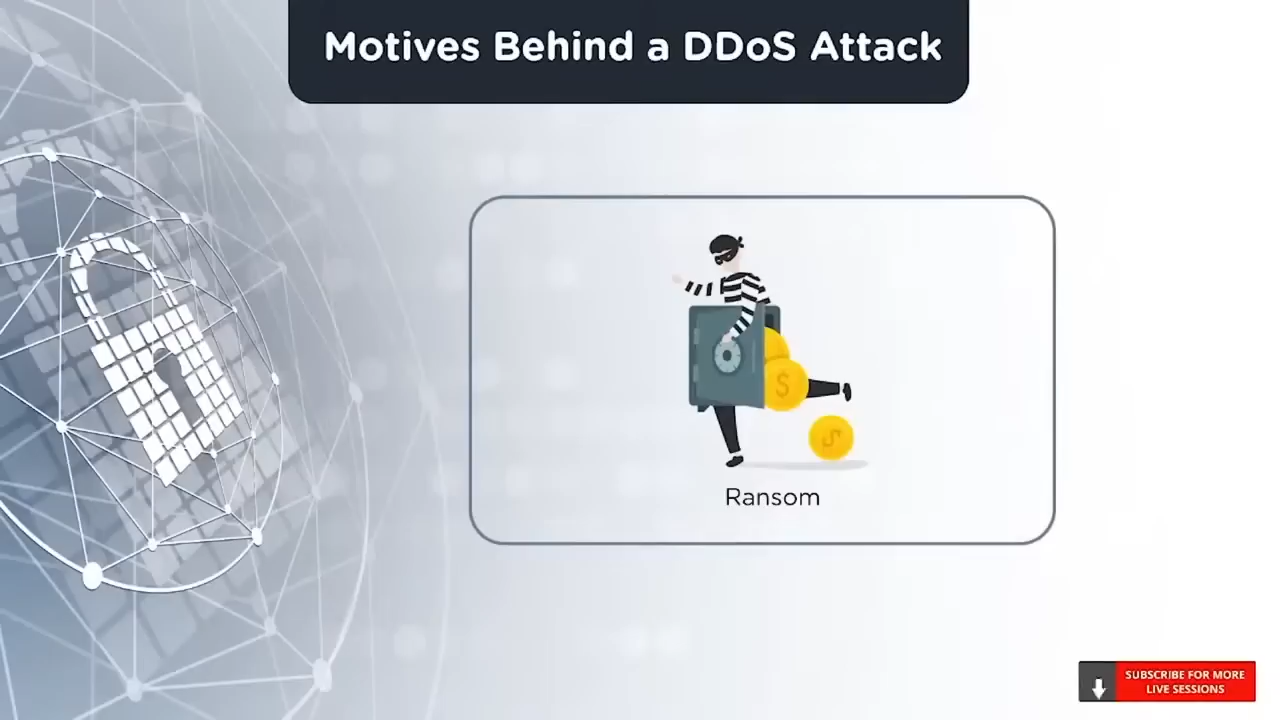 Motives Behind a DDoS Attack
$
Ransom
SUBSCRIBE FOR MORE
LIVE SESSIONS